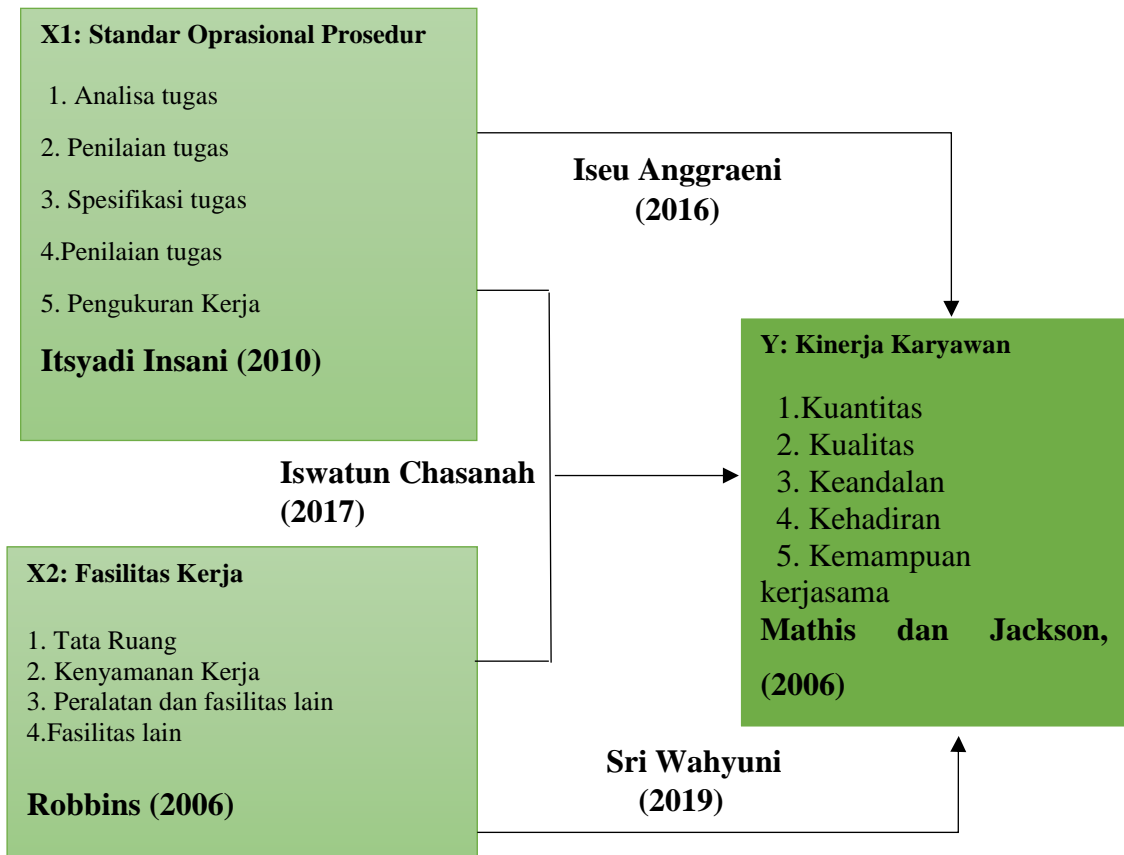 X1: Standar Oprasional Prosedur
1. Analisa tugas
2. Penilaian tugas
3. Spesifikasi tugas
4.Penilaian tugas
5. Pengukuran Kerja
Itsyadi Insani (2010)
Iseu Anggraeni
(2016)
Iswatun Chasanah
(2017)
X2: Fasilitas Kerja
1. Tata Ruang
2. Kenyamanan Kerja
3. Peralatan dan fasilitas lain
4.Fasilitas lain
Robbins (2006)
Sri Wahyuni
(2019)
Y: Kinerja Karyawan
1.Kuantitas
2. Kualitas
3. Keandalan
4. Kehadiran
5. Kemampuan
kerjasama
Mathis dan Jackson,
(2006)